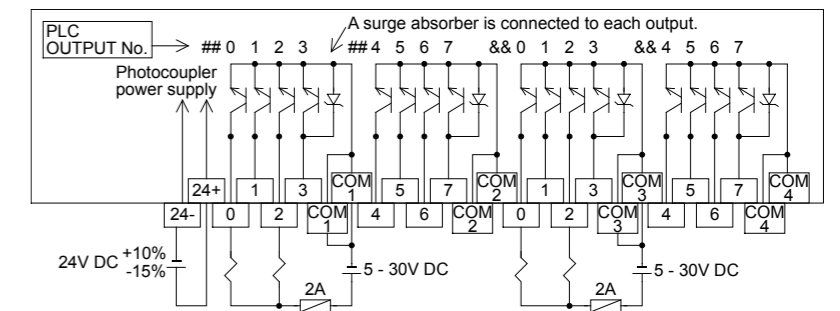 A surge absorber is connected to each output.
PLC
OUTPUT No.
## 0 1 2 3 ## 4 5 6 7 && 0 1 2 3 && 4 5 6 7
Photocoupler
power supply
24+ 1 3 COM 1 5 7 COM 2 1 3 COM 3 5 7 COM 4
24- 0 2 COM 1 4 6 COM 2 0 2 COM 3 4 6 COM 4
24V DC +10% -15%
5 - 30V DC
5 - 30V DC
2A
2A